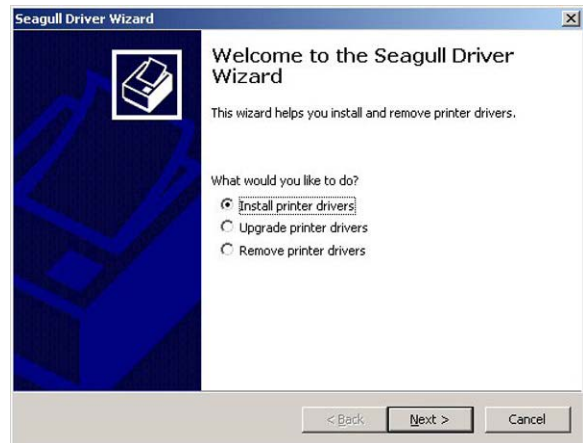 Seagull Driver Wizard
Welcome to the Seagull Driver
Wizard
This wizard helps you install and remove printer drivers.
What would you like to do?
Install printer drivers
Upgrade printer drivers
Remove printer drivers
< Back Next > Cancel